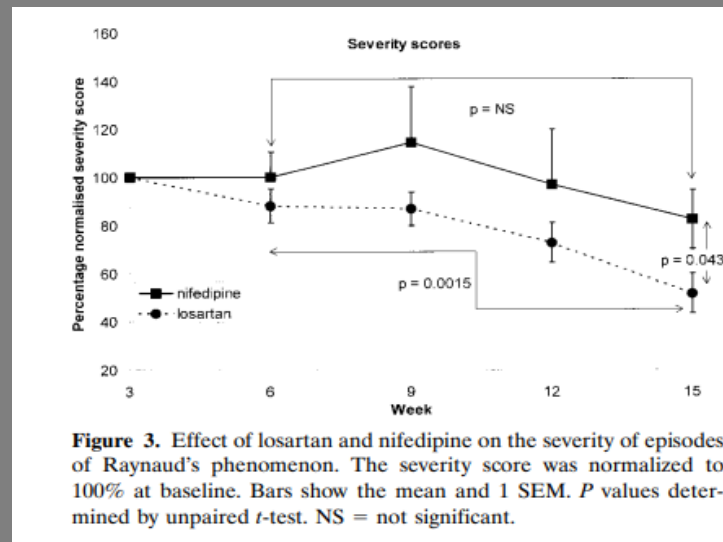 160
Severity scores
140
p = NS
120
100
80
60
p = 0.043
p = 0.0015
nifedipine
losartan
40
20
3 6 9 12 15
Week
Percentage normalised severity score
Figure 3. Effect of losartan and nifedipine on the severity of episodes
of Raynaud's phenomenon. The severity score was normalized to
100% at baseline. Bars show the mean and 1 SEM. P values deter-
mined by unpaired t-test. NS = not significant.